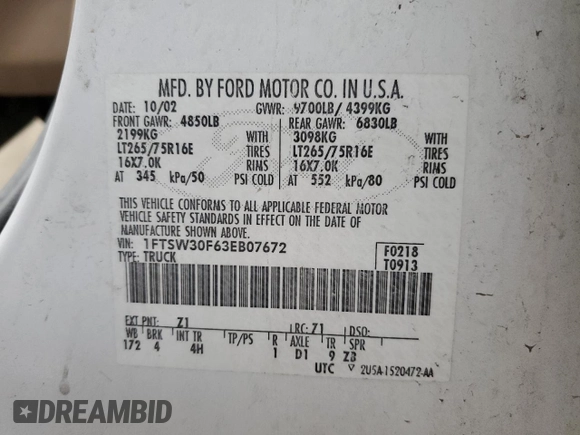 MFD. BY FORD MOTOR CO. IN U.S.A.
DATE: 10/02 GVWR: 9700LB/ 4399KG
FRONT GAWR: 4850LB REAR GAWR: 6830LB
2199KG WITH 3098KG WITH
LT265/75R16E TIRES LT265/75R16E TIRES
16X7.0K RIMS 16X7.0K RIMS
AT 345 kPa/50 PSI COLD AT 552 kPa/80 PSI COLD
THIS VEHICLE CONFORMS TO ALL APPLICABLE FEDERAL MOTOR
VEHICLE SAFETY STANDARDS IN EFFECT ON THE DATE OF
MANUFACTURE SHOWN ABOVE.
VIN: 1FTSW30F63EB07672 F0218
TYPE: TRUCK T0913
EXT PNT: Z1 RC: Z1 DSO:
WB BRK INT TR TP/PS R AXLE TR SPR
172 4 4H 1 D1 9 ZB
UTC ▽ 2USA-1520472-AA
DREAMBID